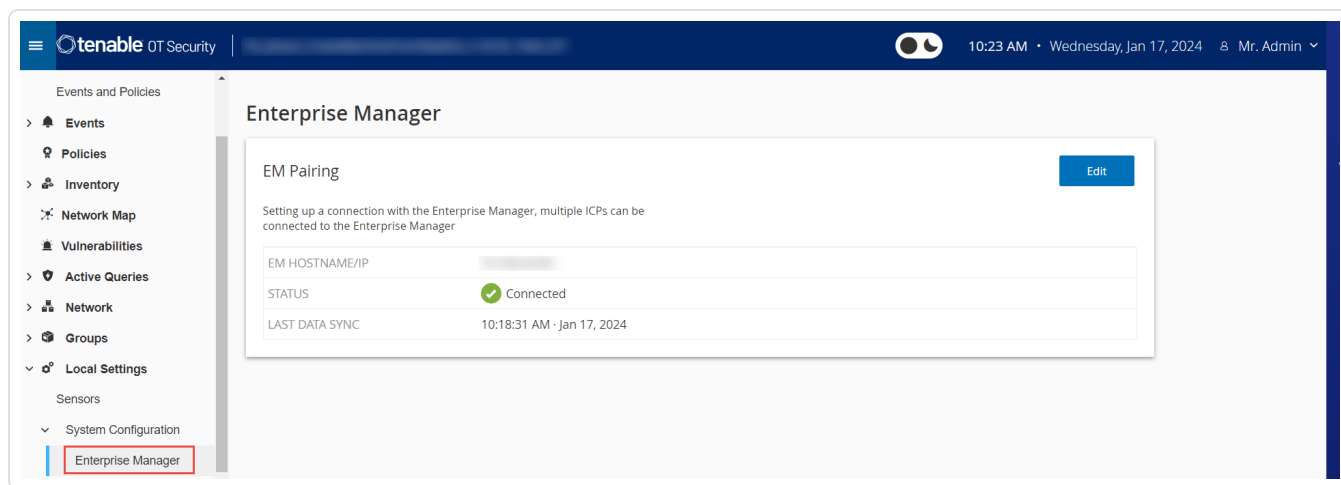 tenable OT Security
10:23 AM • Wednesday, Jan 17, 2024 Mr. Admin
Events and Policies
Events
Policies
Inventory
Network Map
Vulnerabilities
Active Queries
Network
Groups
Local Settings
Sensors
System Configuration
Enterprise Manager
Enterprise Manager
EM Pairing
Edit
Setting up a connection with the Enterprise Manager, multiple ICPs can be
connected to the Enterprise Manager
EM HOSTNAME/IP
STATUS Connected
LAST DATA SYNC 10:18:31 AM · Jan 17, 2024